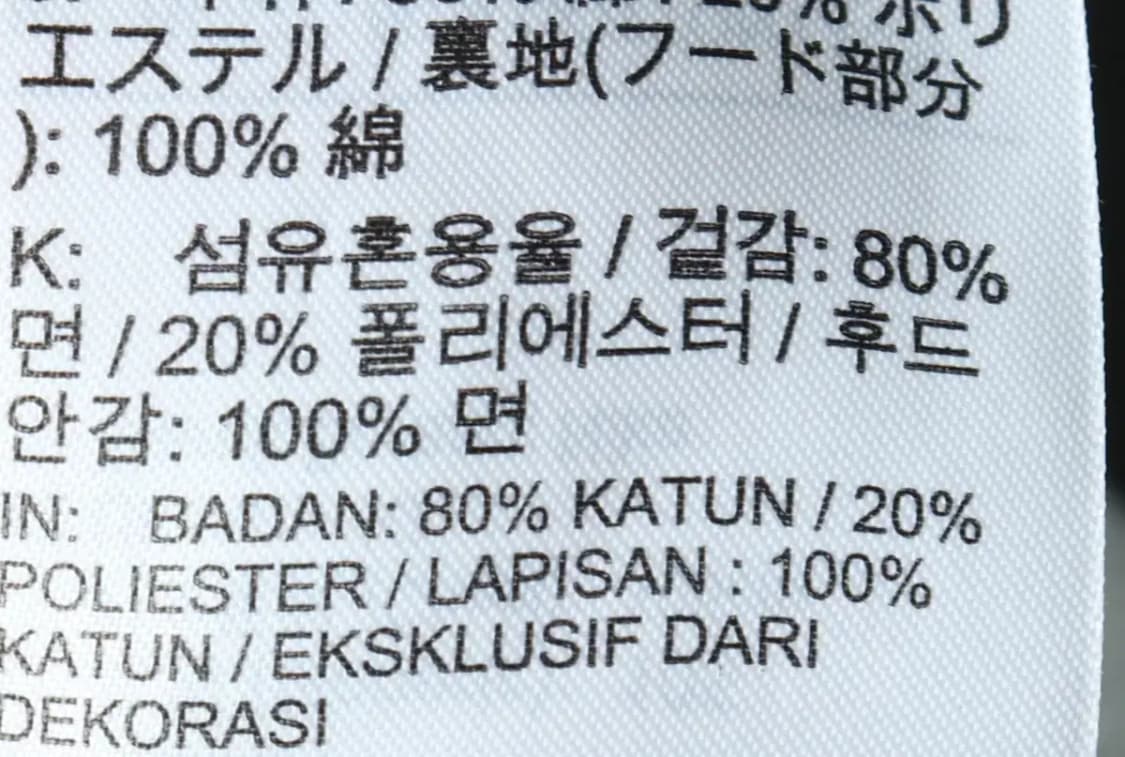 ポリ
エステル / 裏地(フード部分
): 100% 綿
K: 섬유혼용율 / 겉감: 80%
면 / 20% 폴리에스터 / 후드
안감: 100% 면
IN: BADAN: 80% KATUN / 20%
POLIESTER / LAPISAN : 100%
KATUN / EKSKLUSIF DARI
DEKORASI